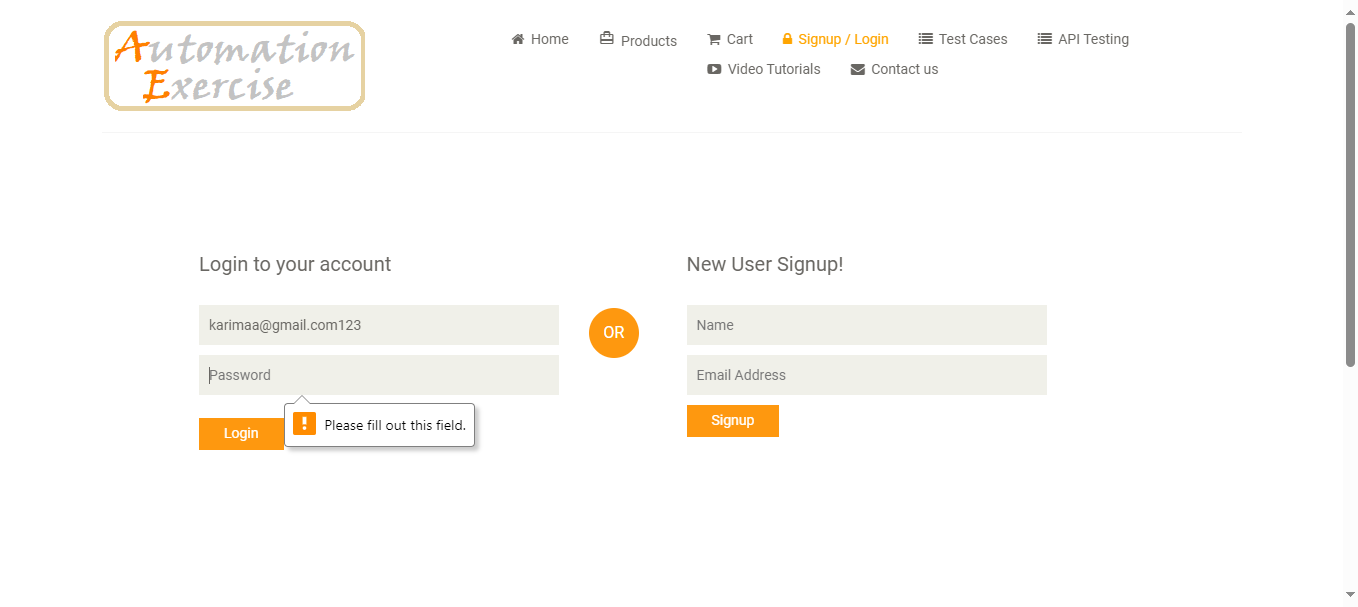 Automation
Exercise
Home
Products
Cart
Signup / Login
Test Cases
API Testing
Video Tutorials
Contact us
Login to your account
karimaa@gmail.com123
Password
Please fill out this field.
Login
OR
New User Signup!
Name
Email Address
Signup